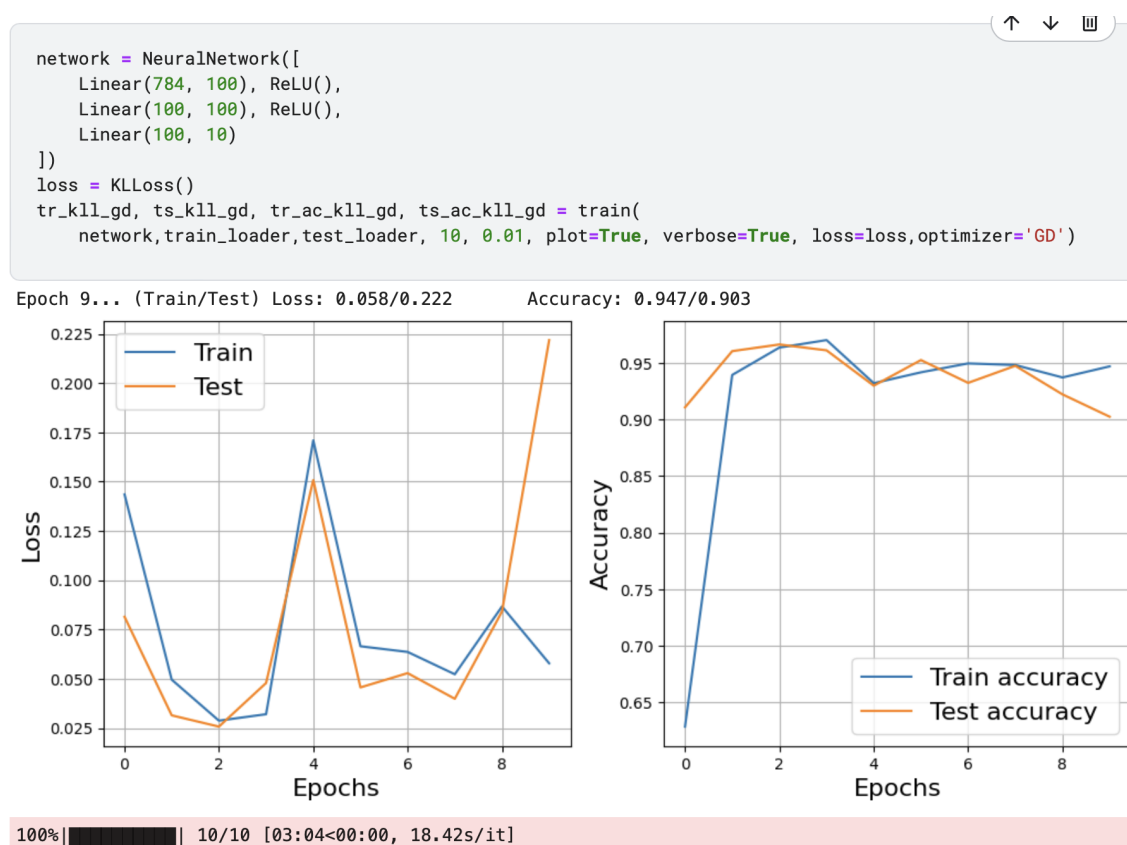 network = NeuralNetwork([
    Linear(784, 100), ReLU(),
    Linear(100, 100), ReLU(),
    Linear(100, 10)
])
loss = KLLoss()
tr_kll_gd, ts_kll_gd, tr_ac_kll_gd, ts_ac_kll_gd = train(
    network,train_loader,test_loader, 10, 0.01, plot=True, verbose=True, loss=loss,optimizer='GD')
Epoch 9... (Train/Test) Loss: 0.058/0.222 Accuracy: 0.947/0.903
0.225
0.200
0.175
0.150
0.125
0.100
0.075
0.050
0.025
Loss
Train
Test
0 2 4 6 8
Epochs
0.95
0.90
0.85
0.80
0.75
0.70
0.65
Accuracy
Train accuracy
Test accuracy
0 2 4 6 8
Epochs
100%|██████████| 10/10 [03:04<00:00, 18.42s/it]